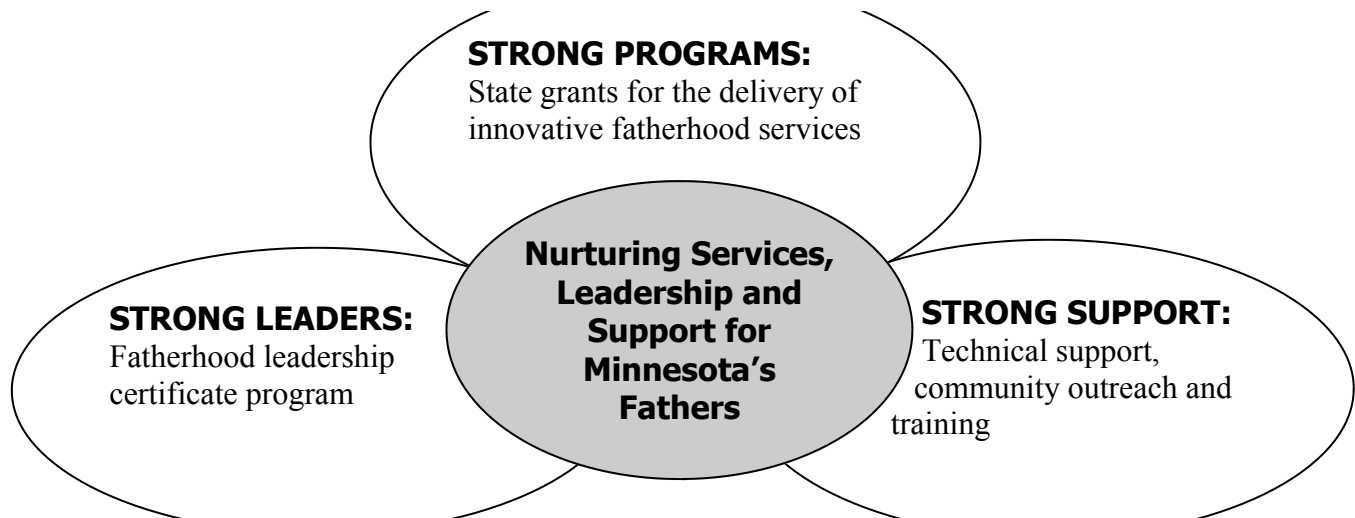 STRONG PROGRAMS:
State grants for the delivery of
innovative fatherhood services
Nurturing Services,
Leadership and
Support for
Minnesota’s
Fathers
STRONG LEADERS:
Fatherhood leadership
certificate program
STRONG SUPPORT:
Technical support,
community outreach and
training